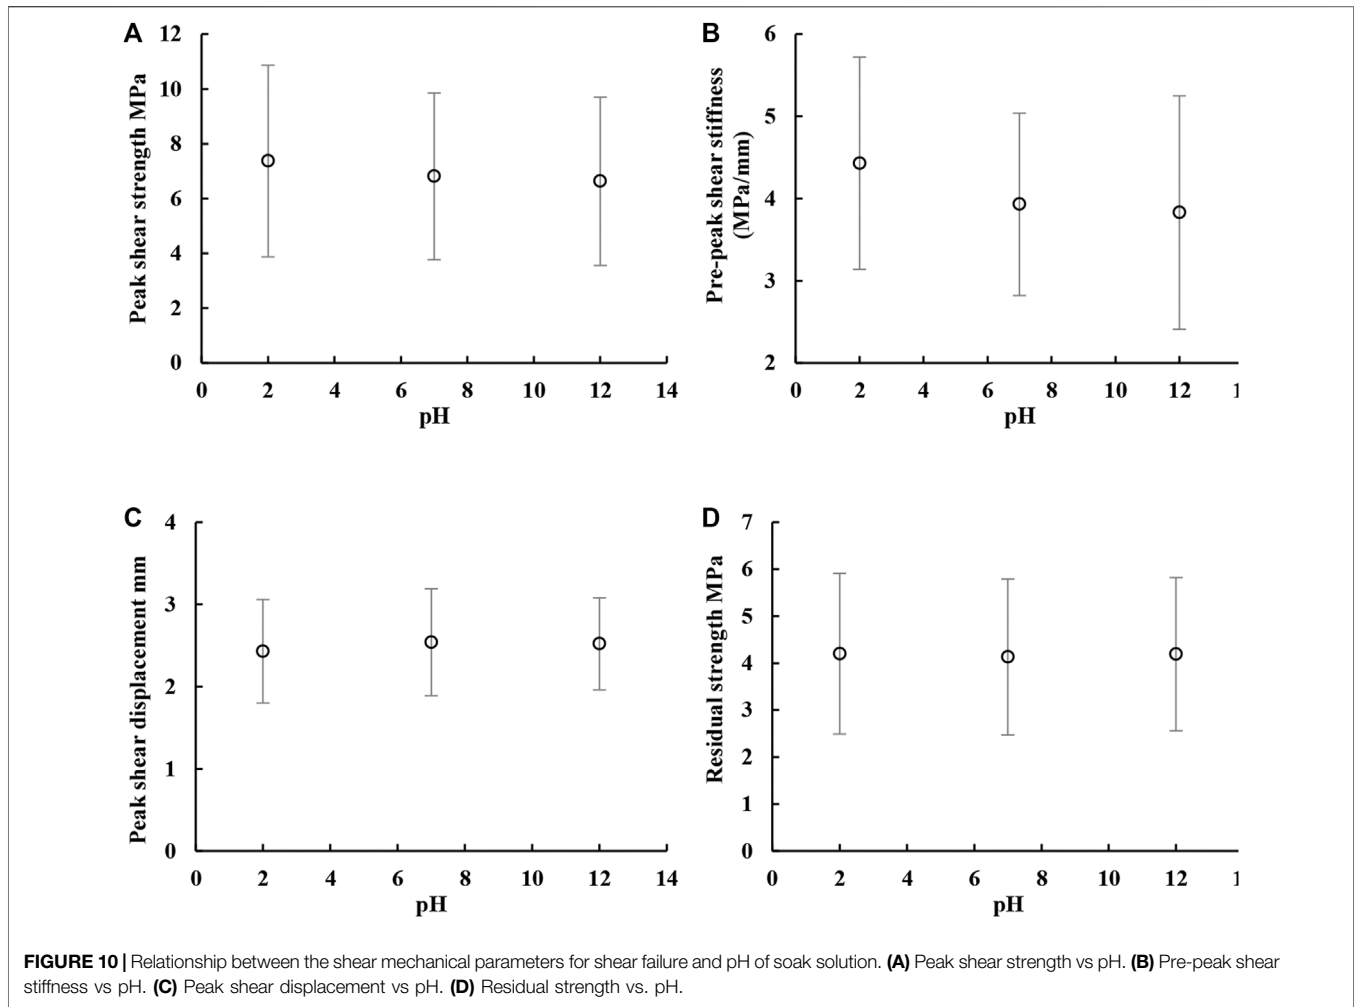 A
Peak shear strength MPa
12
10
8
6
4
2
0
0 2 4 6 8 10 12 14
pH
B
Pre-peak shear stiffness
(MPa/mm)
6
5
4
3
2
0 2 4 6 8 10 12 1
pH
C
Peak shear displacement mm
4
3
2
1
0
0 2 4 6 8 10 12 14
pH
D
Residual strength MPa
7
6
5
4
3
2
1
0
0 2 4 6 8 10 12 1
pH
FIGURE 10 | Relationship between the shear mechanical parameters for shear failure and pH of soak solution. (A) Peak shear strength vs pH. (B) Pre-peak shear
stiffness vs pH. (C) Peak shear displacement vs pH. (D) Residual strength vs. pH.